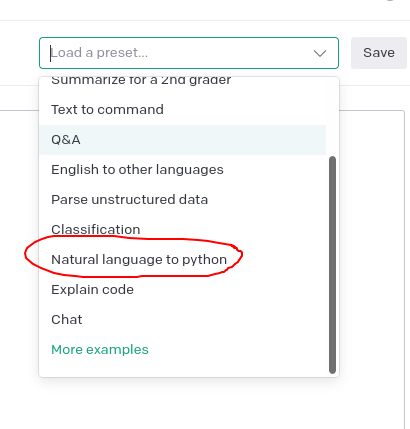 Load a preset...
Save
Summarize for a 2nd grader
Text to command
Q&A
English to other languages
Parse unstructured data
Classification
Natural language to python
Explain code
Chat
More examples